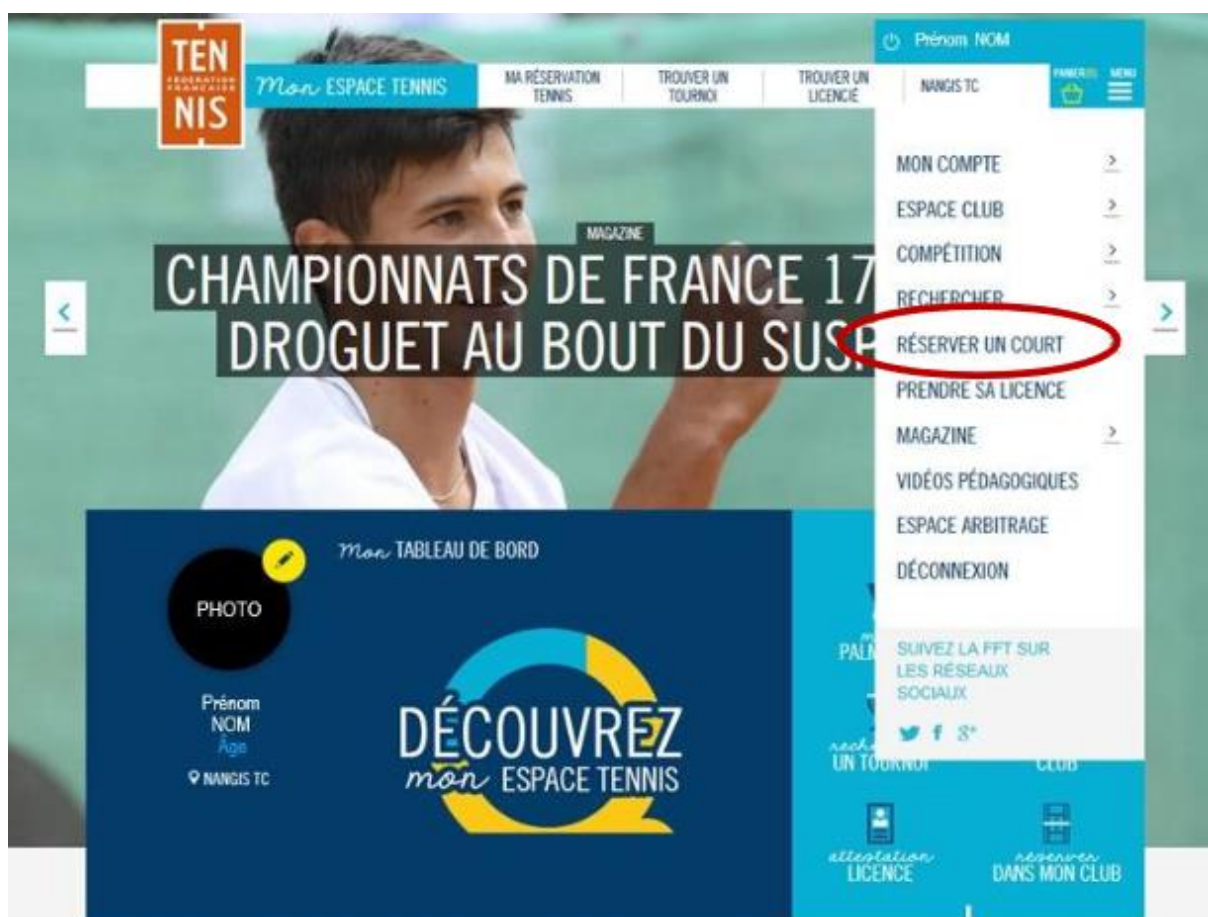 Prénom NOM
TEN
FÉDÉRATION
FRANÇAISE
NIS
Mon ESPACE TENNIS
MA RÉSERVATION
TENNIS
TROUVER UN
TOURNOI
TROUVER UN
LICENCIÉ
NANGIS TC
PANIER
MENU
MON COMPTE
ESPACE CLUB
COMPÉTITION
RECHERCHER
RÉSERVER UN COURT
PRENDRE SA LICENCE
MAGAZINE
VIDÉOS PÉDAGOGIQUES
ESPACE ARBITRAGE
DÉCONNEXION
SUIVEZ LA FFT SUR
LES RÉSEAUX
SOCIAUX
MAGAZINE
CHAMPIONNATS DE FRANCE 17
DROGUET AU BOUT DU SUSP
Mon TABLEAU DE BORD
PHOTO
Prénom
NOM
Âge
NANGIS TC
DÉCOUVREZ
mon ESPACE TENNIS
PALM
UN TOURNOI
CLUB
attestation
LICENCE
réserver
DANS MON CLUB